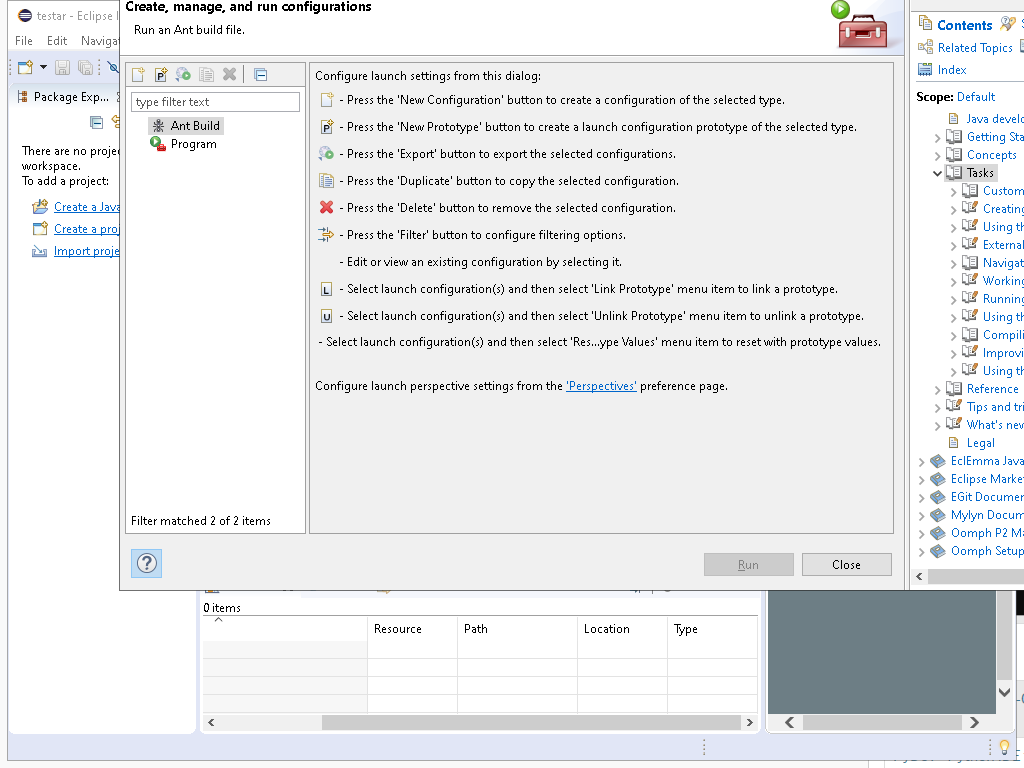 testar - Eclipse I
File Edit Navigat
Package Exp...
There are no projec
workspace.
To add a project:
Create a Java
Create a proj
Import proje
Create, manage, and run configurations
Run an Ant build file.
type filter text
Ant Build
Program
Filter matched 2 of 2 items
Configure launch settings from this dialog:
- Press the 'New Configuration' button to create a configuration of the selected type.
- Press the 'New Prototype' button to create a launch configuration prototype of the selected type.
- Press the 'Export' button to export the selected configurations.
- Press the 'Duplicate' button to copy the selected configuration.
- Press the 'Delete' button to remove the selected configuration.
- Press the 'Filter' button to configure filtering options.
- Edit or view an existing configuration by selecting it.
- Select launch configuration(s) and then select 'Link Prototype' menu item to link a prototype.
- Select launch configuration(s) and then select 'Unlink Prototype' menu item to unlink a prototype.
- Select launch configuration(s) and then select 'Res...ype Values' menu item to reset with prototype values.
Configure launch perspective settings from the 'Perspectives' preference page.
Run Close
Contents
Related Topics
Index
Scope: Default
Java develo
Getting Sta
Concepts
Tasks
Custom
Creating
Using th
External
Navigat
Working
Running
Using th
Compili
Improvi
Using th
Reference
Tips and tri
What's new
Legal
EclEmma Java
Eclipse Marke
EGit Documen
Mylyn Docum
Oomph P2 Ma
Oomph Setup
0 items
Resource Path Location Type